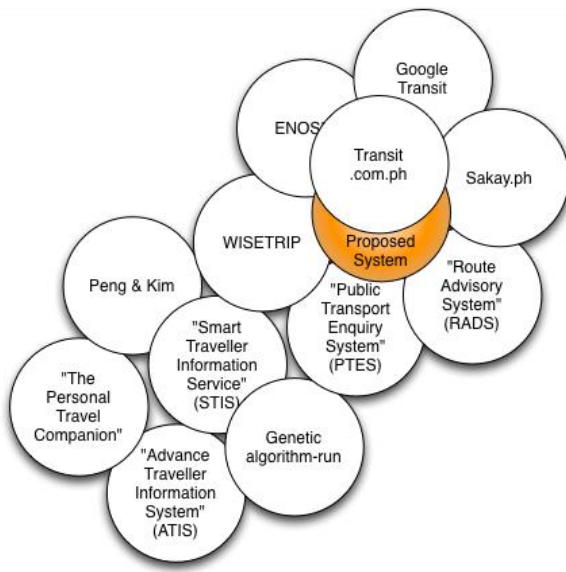 Google
Transit
ENOS
Transit
.com.ph
Sakay.ph
WISETRIP
Proposed
System
Peng & Kim
"Public
Transport
Enquiry
System"
(PTES)
"Route
Advisory
System"
(RADS)
"Smart
Traveller
Information
Service"
(STIS)
"The
Personal
Travel
Companion"
Genetic
algorithm-run
"Advance
Traveller
Information
System"
(ATIS)